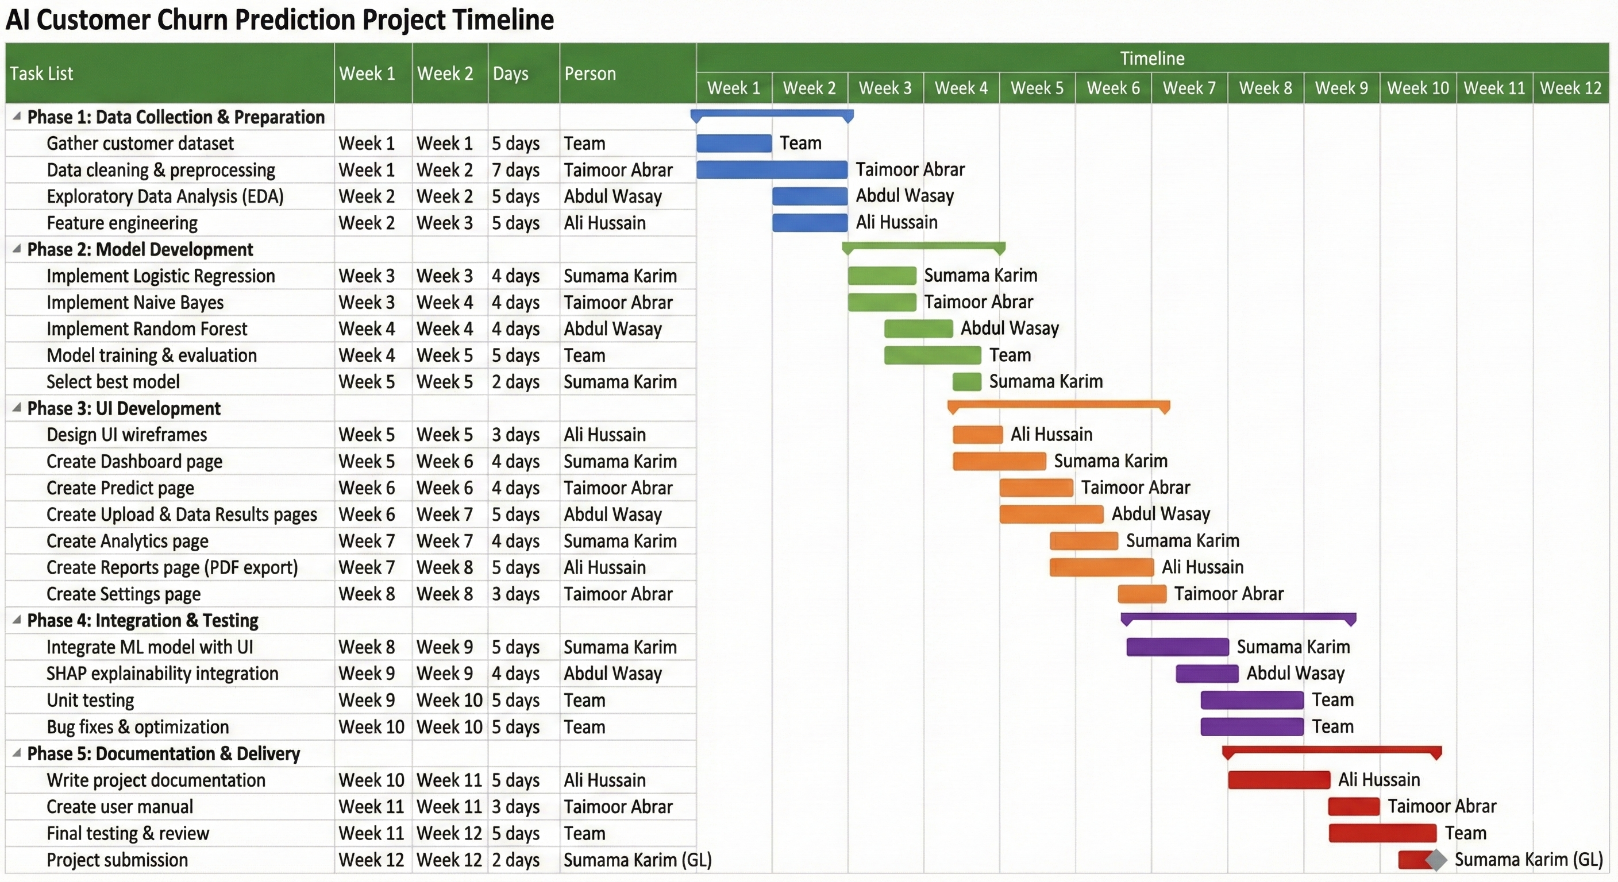 AI Customer Churn Prediction Project Timeline
Task List Week 1 Week 2 Days Person Timeline
Week 1 Week 2 Week 3 Week 4 Week 5 Week 6 Week 7 Week 8 Week 9 Week 10 Week 11 Week 12
Phase 1: Data Collection & Preparation
Gather customer dataset Week 1 Week 1 5 days Team Team
Data cleaning & preprocessing Week 1 Week 2 7 days Taimoor Abrar Taimoor Abrar
Exploratory Data Analysis (EDA) Week 2 Week 2 5 days Abdul Wasay Abdul Wasay
Feature engineering Week 2 Week 3 5 days Ali Hussain Ali Hussain
Phase 2: Model Development
Implement Logistic Regression Week 3 Week 3 4 days Sumama Karim Sumama Karim
Implement Naive Bayes Week 3 Week 4 4 days Taimoor Abrar Taimoor Abrar
Implement Random Forest Week 4 Week 4 4 days Abdul Wasay Abdul Wasay
Model training & evaluation Week 4 Week 5 5 days Team Team
Select best model Week 5 Week 5 2 days Sumama Karim Sumama Karim
Phase 3: UI Development
Design UI wireframes Week 5 Week 5 3 days Ali Hussain Ali Hussain
Create Dashboard page Week 5 Week 6 4 days Sumama Karim Sumama Karim
Create Predict page Week 6 Week 6 4 days Taimoor Abrar Taimoor Abrar
Create Upload & Data Results pages Week 6 Week 7 5 days Abdul Wasay Abdul Wasay
Create Analytics page Week 7 Week 7 4 days Sumama Karim Sumama Karim
Create Reports page (PDF export) Week 7 Week 8 5 days Ali Hussain Ali Hussain
Create Settings page Week 8 Week 8 3 days Taimoor Abrar Taimoor Abrar
Phase 4: Integration & Testing
Integrate ML model with UI Week 8 Week 9 5 days Sumama Karim Sumama Karim
SHAP explainability integration Week 9 Week 9 4 days Abdul Wasay Abdul Wasay
Unit testing Week 9 Week 10 5 days Team Team
Bug fixes & optimization Week 10 Week 10 5 days Team Team
Phase 5: Documentation & Delivery
Write project documentation Week 10 Week 11 5 days Ali Hussain Ali Hussain
Create user manual Week 11 Week 11 3 days Taimoor Abrar Taimoor Abrar
Final testing & review Week 11 Week 12 5 days Team Team
Project submission Week 12 Week 12 2 days Sumama Karim (GL) Sumama Karim (GL)